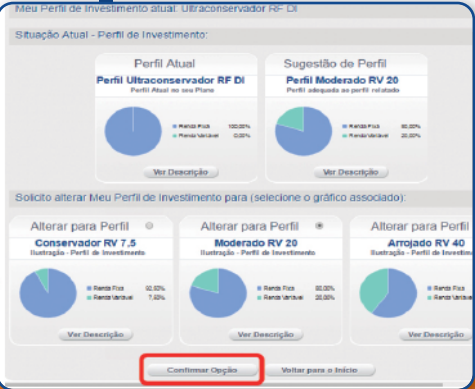 Meu Perfil de Investimento atual: Ultraconservador RF DI
Situação Atual - Perfil de Investimento:
Perfil Atual
Perfil Ultraconservador RF DI
Perfil Atual no seu Plano
Renda Fixa 100,00%
Renda Variável 0,00%
Ver Descrição
Sugestão de Perfil
Perfil Moderado RV 20
Perfil adequada ao perfil relatado
Renda Fixa 80,00%
Renda Variável 20,00%
Ver Descrição
Solicito alterar Meu Perfil de Investimento para (selecione o gráfico associado):
Alterar para Perfil
Conservador RV 7,5
Ilustração - Perfil de Investimento
Renda Fixa 92,50%
Renda Variável 7,50%
Ver Descrição
Alterar para Perfil
Moderado RV 20
Ilustração - Perfil de Investimento
Renda Fixa 80,00%
Renda Variável 20,00%
Ver Descrição
Alterar para Perfil
Arrojado RV 40
Ilustração - Perfil de Investime
Renda Fixa
Renda Variável
Ver Descrição
Confirmar Opção
Voltar para o Início